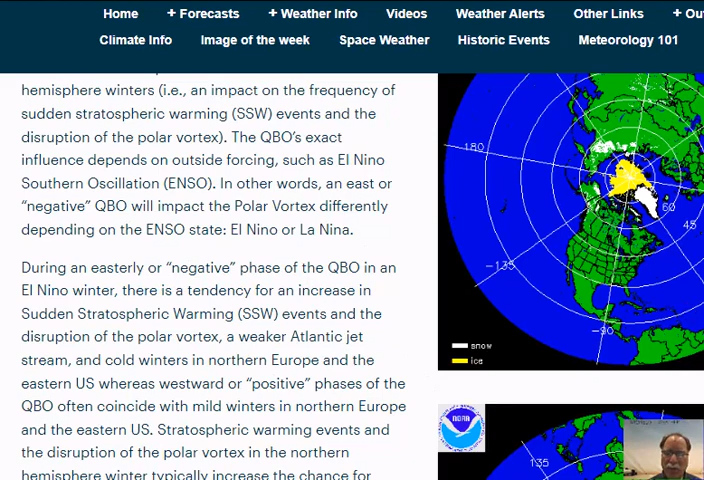 Home + Forecasts + Weather Info Videos Weather Alerts Other Links + Ou
Climate Info Image of the week Space Weather Historic Events Meteorology 101
hemisphere winters (i.e., an impact on the frequency of
sudden stratospheric warming (SSW) events and the
disruption of the polar vortex). The QBO's exact
influence depends on outside forcing, such as El Nino
Southern Oscillation (ENSO). In other words, an east or
“negative” QBO will impact the Polar Vortex differently
depending on the ENSO state: El Nino or La Nina.
During an easterly or “negative” phase of the QBO in an
El Nino winter, there is a tendency for an increase in
Sudden Stratospheric Warming (SSW) events and the
disruption of the polar vortex, a weaker Atlantic jet
stream, and cold winters in northern Europe and the
eastern US whereas westward or “positive” phases of the
QBO often coincide with mild winters in northern Europe
and the eastern US. Stratospheric warming events and
the disruption of the polar vortex in the northern
hemisphere winter typically increase the chance for
180
60
45
-135
-90
snow
ice
NOAA
135